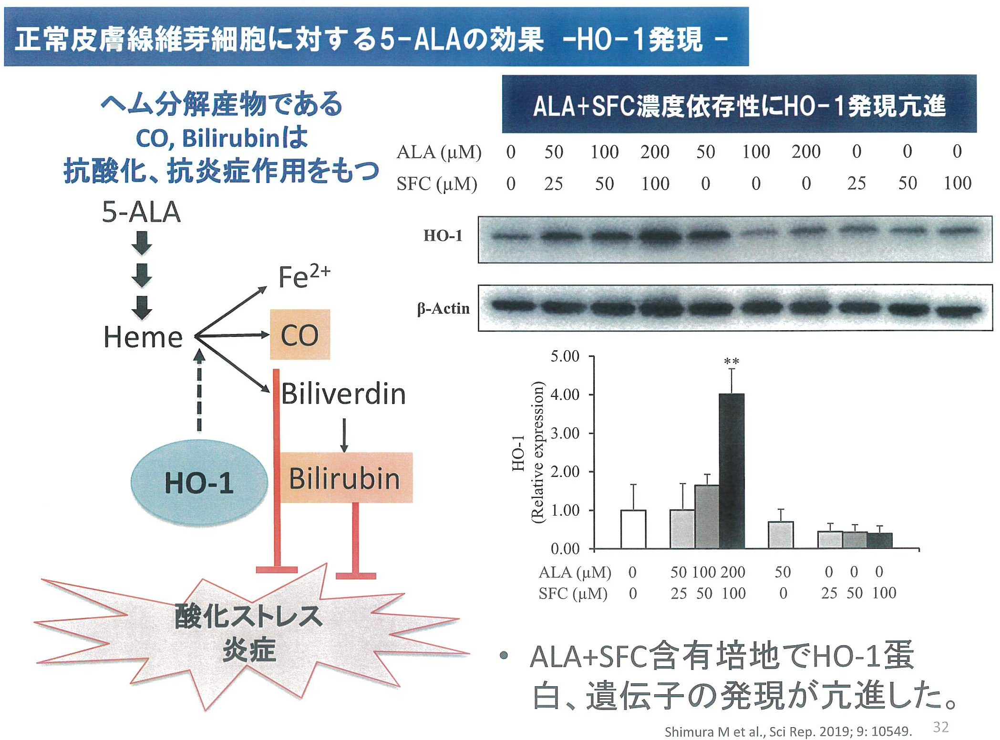 正常皮膚線維芽細胞に対する5-ALAの効果 -HO-1発現 -
ヘム分解産物である
CO, Bilirubinは
抗酸化、抗炎症作用をもつ
5-ALA
Heme
Fe2+
CO
Biliverdin
Bilirubin
HO-1
酸化ストレス
炎症
ALA+SFC濃度依存性にHO-1発現亢進
ALA (μM) 0 50 100 200 50 100 200 0 0 0
SFC (μM) 0 25 50 100 0 0 0 25 50 100
HO-1
β-Actin
HO-1
(Relative expression)
5.00
4.00
3.00
2.00
1.00
0.00
**
ALA (μM) 0 50 100 200 50 0 0 0
SFC (μM) 0 25 50 100 0 25 50 100
• ALA+SFC含有培地でHO-1蛋
白、遺伝子の発現が亢進した。
Shimura M et al., Sci Rep. 2019; 9: 10549.
32